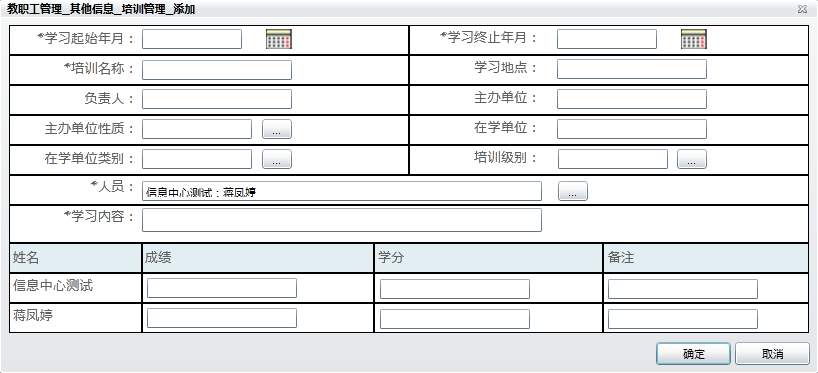 教职工管理_其他信息_培训管理_添加
*学习起始年月： *学习终止年月：
*培训名称： 学习地点：
负责人： 主办单位：
主办单位性质： ... 在学单位：
在学单位类别： ... 培训级别： ...
*人员： 信息中心测试；蒋凤婷 ...
*学习内容：
姓名 成绩 学分 备注
信息中心测试
蒋凤婷
确定 取消